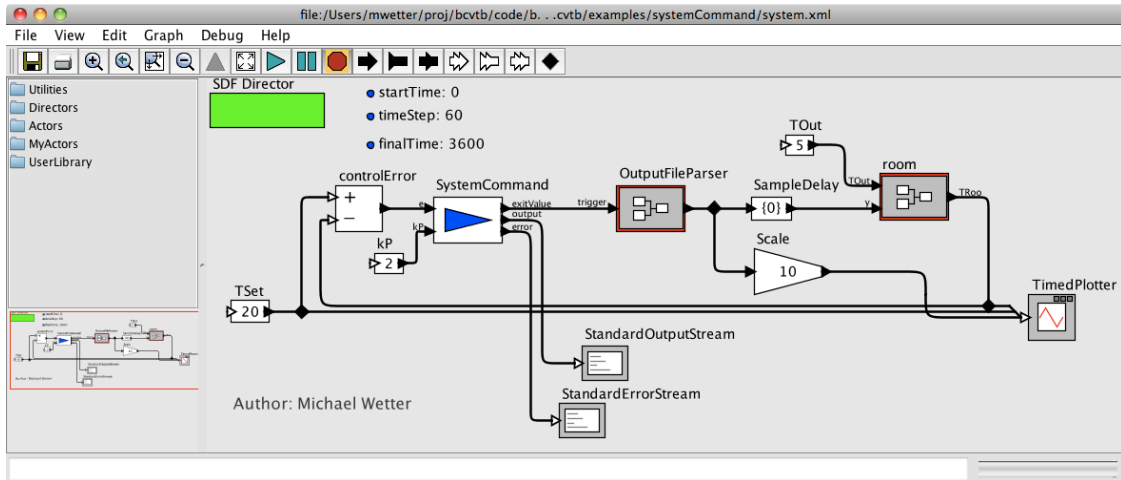 file:/Users/mwetter/proj/bcvtb/code/b. . .cvtb/examples/systemCommand/system.xml
File View Edit Graph Debug Help
Utilities
Directors
Actors
MyActors
UserLibrary
SDF Director
startTime: 0
timeStep: 60
finalTime: 3600
TOut
5
controlError
+
−
SystemCommand
e
kP
exitValue
output
error
kP
2
trigger
OutputFileParser
SampleDelay
{0}
room
TOut
y
TRoo
Scale
10
TSet
20
TimedPlotter
StandardOutputStream
StandardErrorStream
Author: Michael Wetter